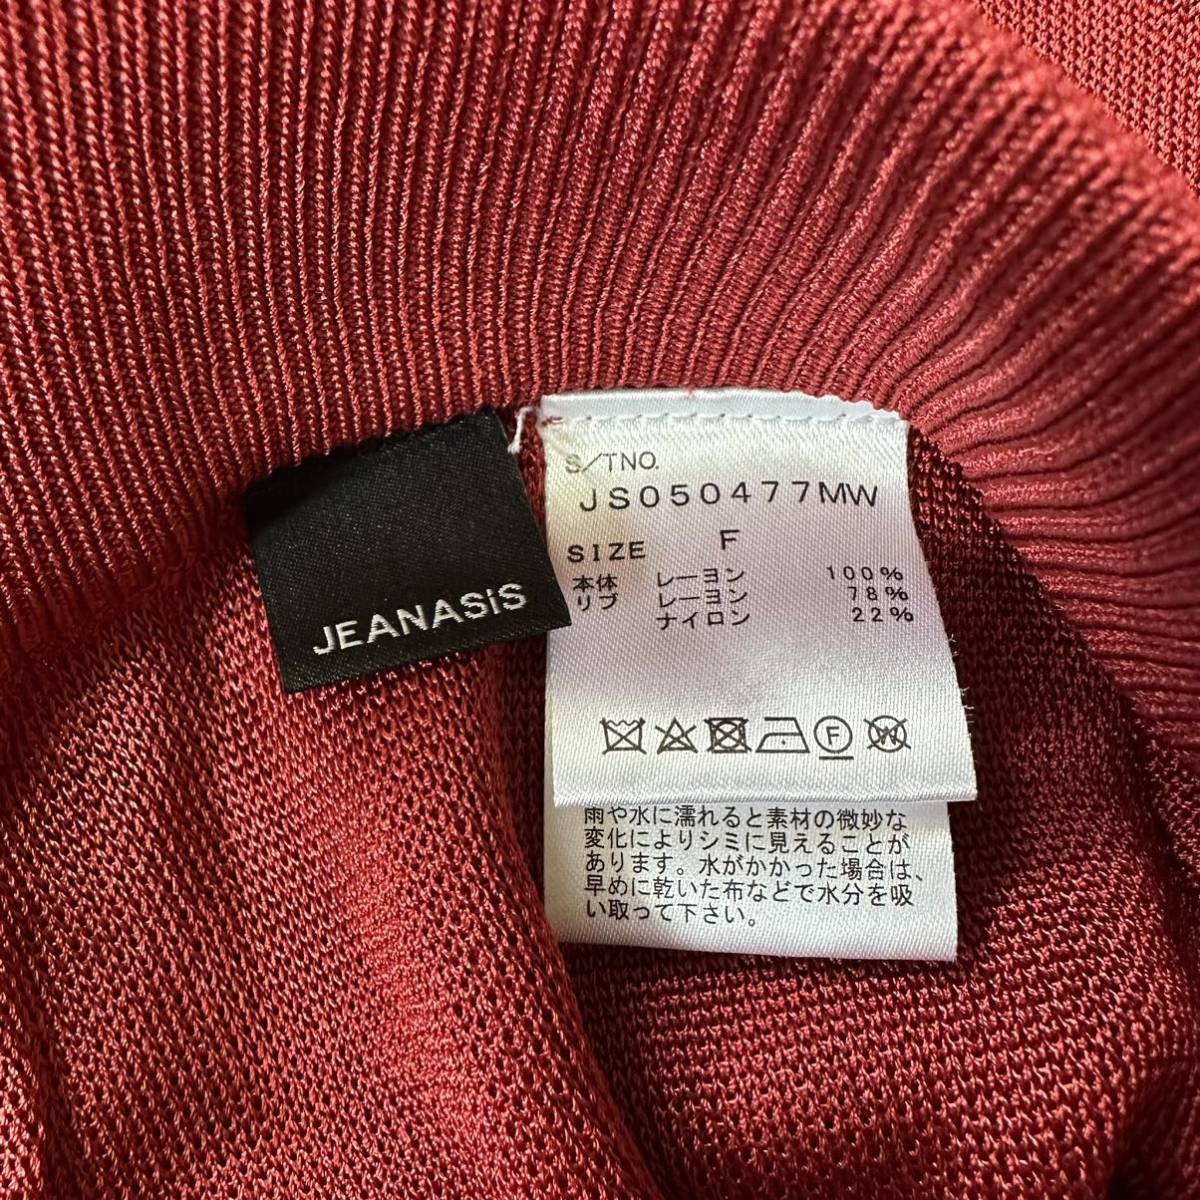 JEANASiS
S/TNO.
JS050477MW
SIZE F
本体 レーヨン 100%
リブ レーヨン 78%
ナイロン 22%
F
W
雨や水に濡れると素材の微妙な
変化によりシミに見えることが
あります。水がかかった場合は、
早めに乾いた布などで水分を吸
い取って下さい。